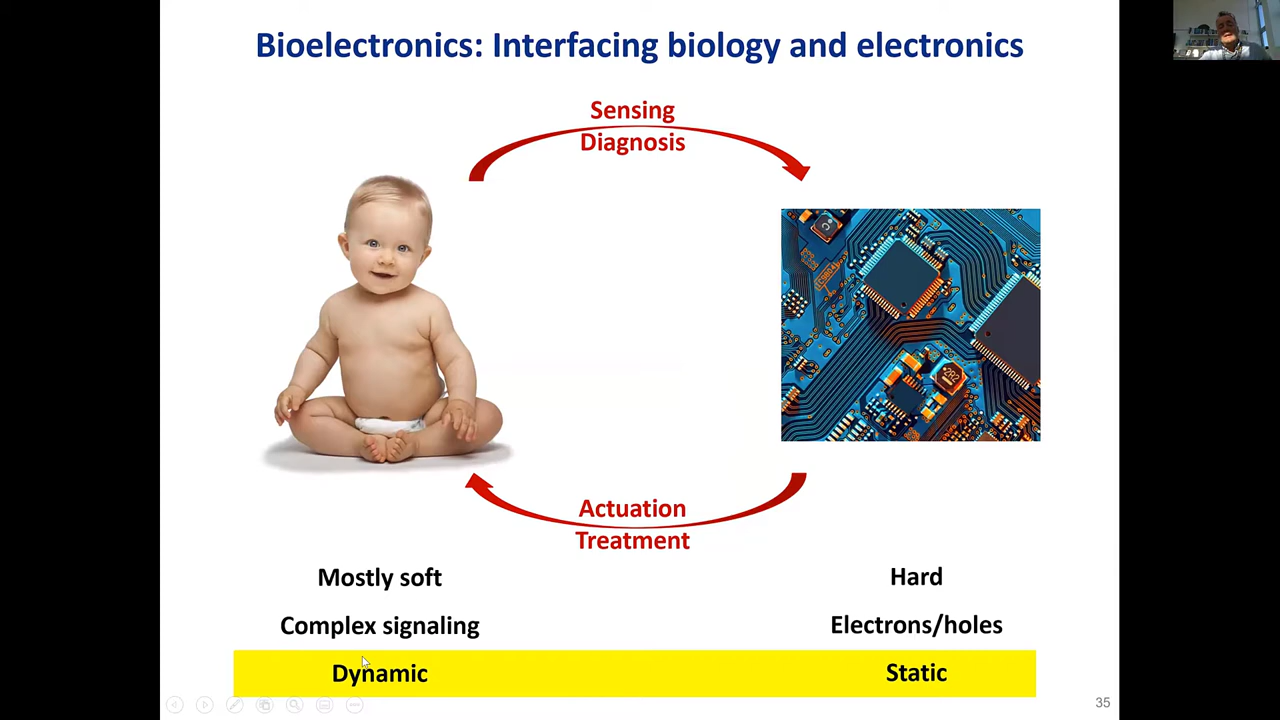 Bioelectronics: Interfacing biology and electronics
Sensing
Diagnosis
Actuation
Treatment
Mostly soft
Hard
Complex signaling
Electrons/holes
Dynamic
Static
35